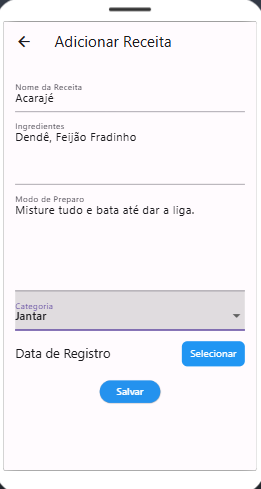 Adicionar Receita
Nome da Receita
Acarajé
Ingredientes
Dendê, Feijão Fradinho
Modo de Preparo
Misture tudo e bata até dar a liga.
Categoria
Jantar
Data de Registro
Selecionar
Salvar